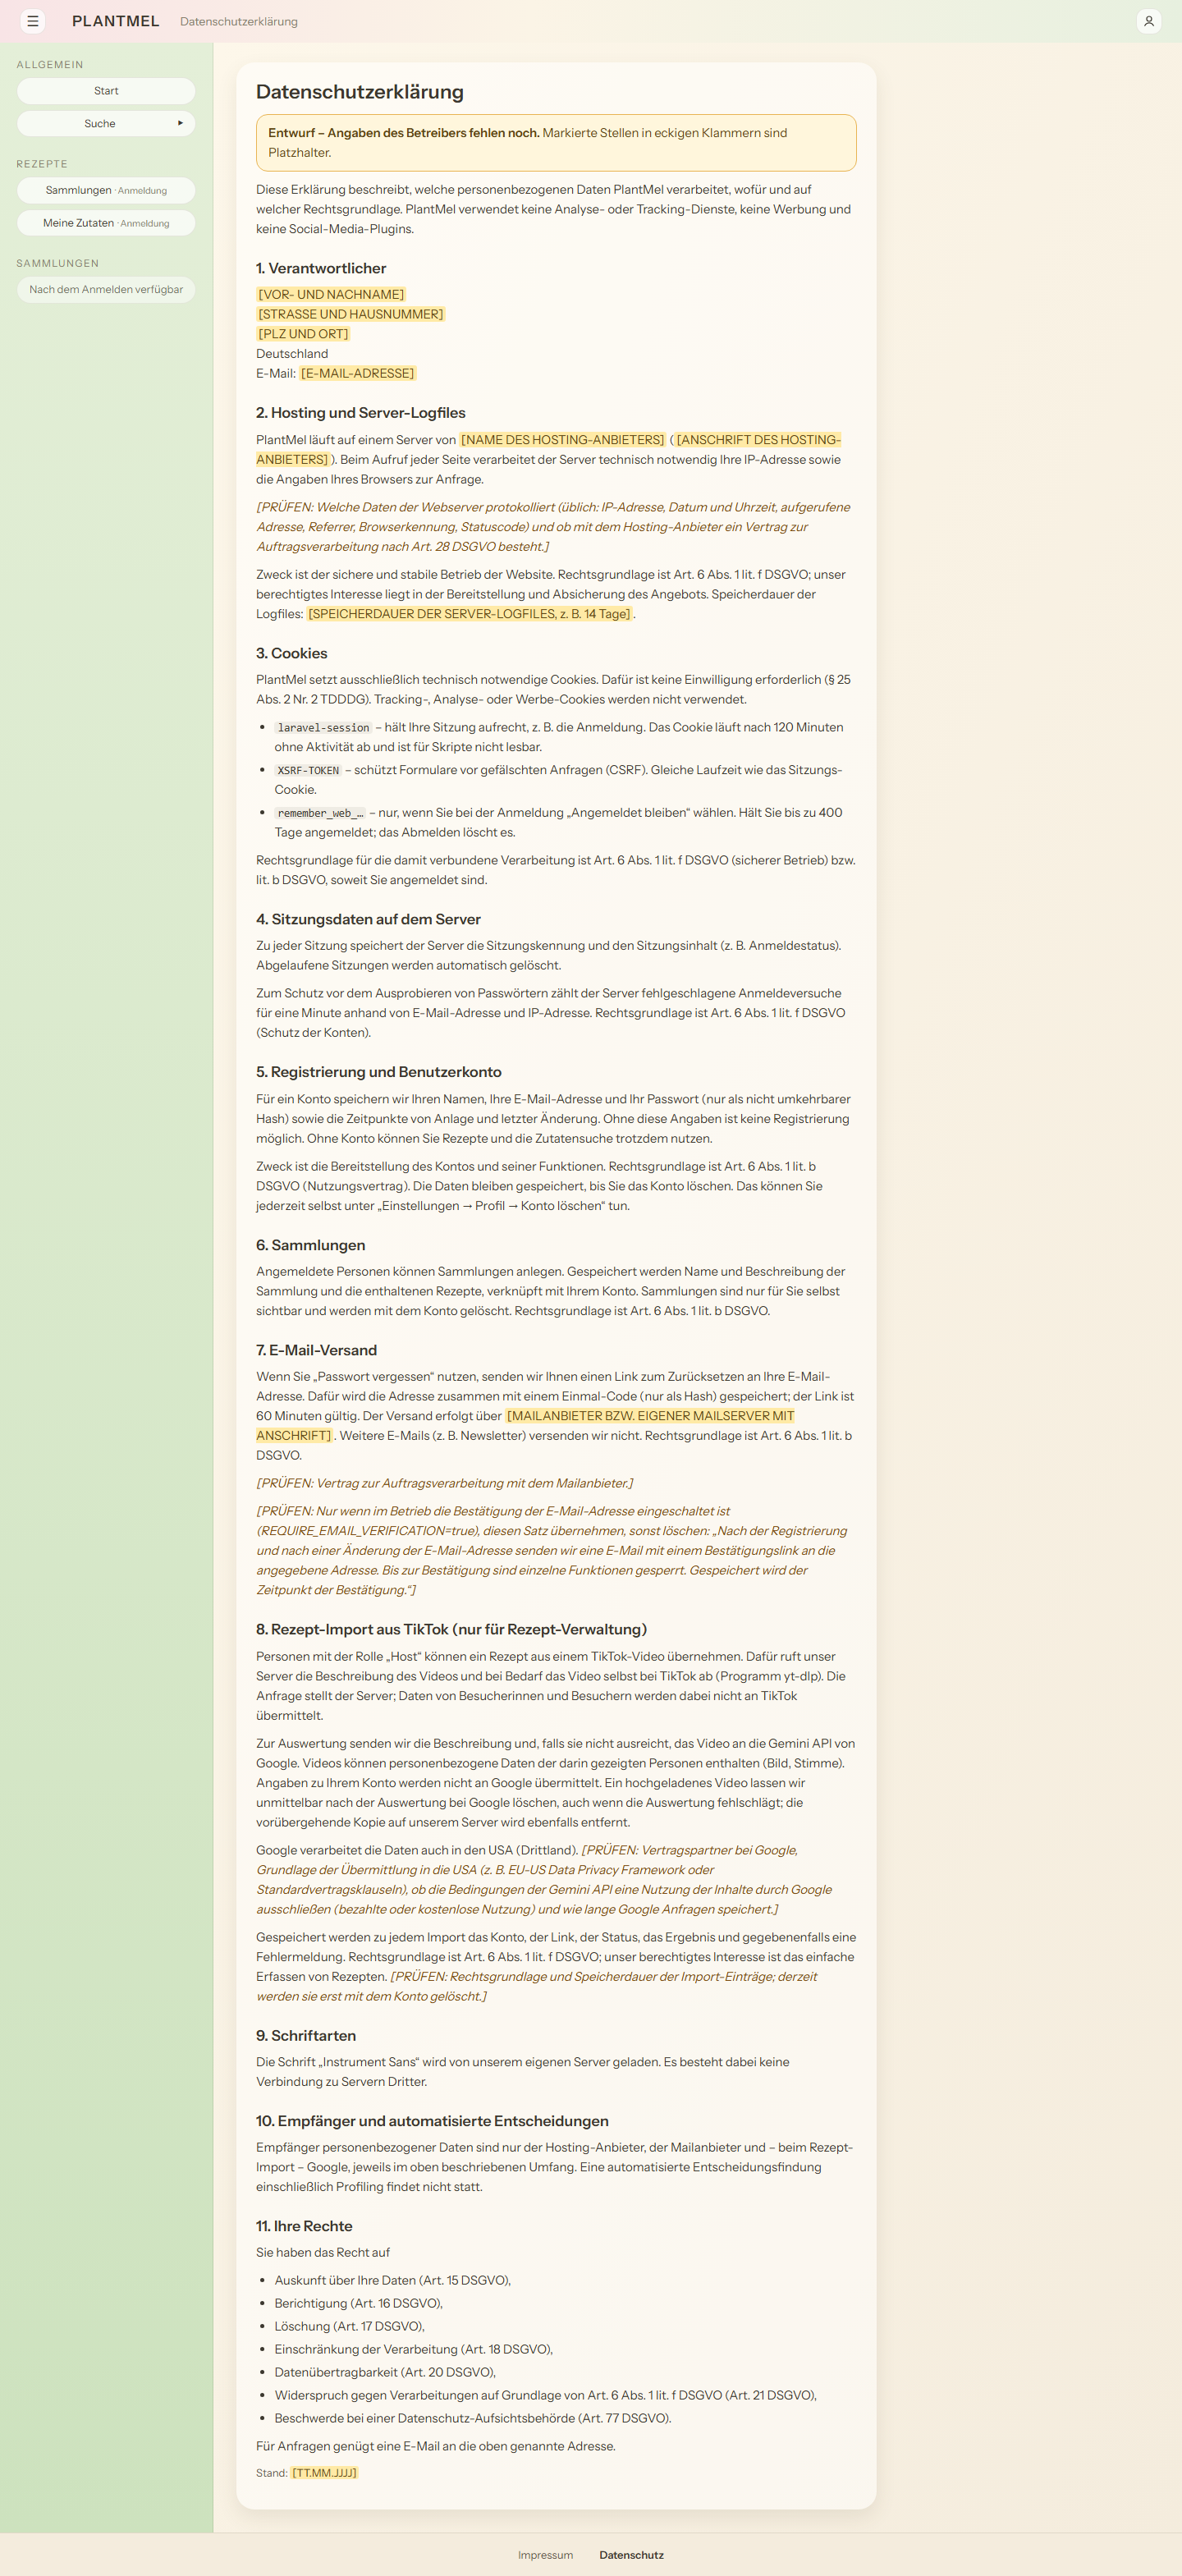 ☰ PLANTMEL Datenschutzerklärung
ALLGEMEIN
Start
Suche ▸
REZEPTE
Sammlungen · Anmeldung
Meine Zutaten · Anmeldung
SAMMLUNGEN
Nach dem Anmelden verfügbar
Datenschutzerklärung
Entwurf – Angaben des Betreibers fehlen noch. Markierte Stellen in eckigen Klammern sind
Platzhalter.
Diese Erklärung beschreibt, welche personenbezogenen Daten PlantMel verarbeitet, wofür und auf
welcher Rechtsgrundlage. PlantMel verwendet keine Analyse- oder Tracking-Dienste, keine Werbung und
keine Social-Media-Plugins.
1. Verantwortlicher
[VOR- UND NACHNAME]
[STRASSE UND HAUSNUMMER]
[PLZ UND ORT]
Deutschland
E-Mail: [E-MAIL-ADRESSE]
2. Hosting und Server-Logfiles
PlantMel läuft auf einem Server von [NAME DES HOSTING-ANBIETERS] ( [ANSCHRIFT DES HOSTING-
ANBIETERS] ). Beim Aufruf jeder Seite verarbeitet der Server technisch notwendig Ihre IP-Adresse sowie
die Angaben Ihres Browsers zur Anfrage.
[PRÜFEN: Welche Daten der Webserver protokolliert (üblich: IP-Adresse, Datum und Uhrzeit, aufgerufene
Adresse, Referrer, Browserkennung, Statuscode) und ob mit dem Hosting-Anbieter ein Vertrag zur
Auftragsverarbeitung nach Art. 28 DSGVO besteht.]
Zweck ist der sichere und stabile Betrieb der Website. Rechtsgrundlage ist Art. 6 Abs. 1 lit. f DSGVO; unser
berechtigtes Interesse liegt in der Bereitstellung und Absicherung des Angebots. Speicherdauer der
Logfiles: [SPEICHERDAUER DER SERVER-LOGFILES, z. B. 14 Tage] .
3. Cookies
PlantMel setzt ausschließlich technisch notwendige Cookies. Dafür ist keine Einwilligung erforderlich (§ 25
Abs. 2 Nr. 2 TDDDG). Tracking-, Analyse- oder Werbe-Cookies werden nicht verwendet.
• laravel-session – hält Ihre Sitzung aufrecht, z. B. die Anmeldung. Das Cookie läuft nach 120 Minuten
ohne Aktivität ab und ist für Skripte nicht lesbar.
• XSRF-TOKEN – schützt Formulare vor gefälschten Anfragen (CSRF). Gleiche Laufzeit wie das Sitzungs-
Cookie.
• remember_web_… – nur, wenn Sie bei der Anmeldung „Angemeldet bleiben“ wählen. Hält Sie bis zu 400
Tage angemeldet; das Abmelden löscht es.
Rechtsgrundlage für die damit verbundene Verarbeitung ist Art. 6 Abs. 1 lit. f DSGVO (sicherer Betrieb) bzw.
lit. b DSGVO, soweit Sie angemeldet sind.
4. Sitzungsdaten auf dem Server
Zu jeder Sitzung speichert der Server die Sitzungskennung und den Sitzungsinhalt (z. B. Anmeldestatus).
Abgelaufene Sitzungen werden automatisch gelöscht.
Zum Schutz vor dem Ausprobieren von Passwörtern zählt der Server fehlgeschlagene Anmeldeversuche
für eine Minute anhand von E-Mail-Adresse und IP-Adresse. Rechtsgrundlage ist Art. 6 Abs. 1 lit. f DSGVO
(Schutz der Konten).
5. Registrierung und Benutzerkonto
Für ein Konto speichern wir Ihren Namen, Ihre E-Mail-Adresse und Ihr Passwort (nur als nicht umkehrbarer
Hash) sowie die Zeitpunkte von Anlage und letzter Änderung. Ohne diese Angaben ist keine Registrierung
möglich. Ohne Konto können Sie Rezepte und die Zutatensuche trotzdem nutzen.
Zweck ist die Bereitstellung des Kontos und seiner Funktionen. Rechtsgrundlage ist Art. 6 Abs. 1 lit. b
DSGVO (Nutzungsvertrag). Die Daten bleiben gespeichert, bis Sie das Konto löschen. Das können Sie
jederzeit selbst unter „Einstellungen → Profil → Konto löschen“ tun.
6. Sammlungen
Angemeldete Personen können Sammlungen anlegen. Gespeichert werden Name und Beschreibung der
Sammlung und die enthaltenen Rezepte, verknüpft mit Ihrem Konto. Sammlungen sind nur für Sie selbst
sichtbar und werden mit dem Konto gelöscht. Rechtsgrundlage ist Art. 6 Abs. 1 lit. b DSGVO.
7. E-Mail-Versand
Wenn Sie „Passwort vergessen“ nutzen, senden wir Ihnen einen Link zum Zurücksetzen an Ihre E-Mail-
Adresse. Dafür wird die Adresse zusammen mit einem Einmal-Code (nur als Hash) gespeichert; der Link ist
60 Minuten gültig. Der Versand erfolgt über [MAILANBIETER BZW. EIGENER MAILSERVER MIT
ANSCHRIFT] . Weitere E-Mails (z. B. Newsletter) versenden wir nicht. Rechtsgrundlage ist Art. 6 Abs. 1 lit. b
DSGVO.
[PRÜFEN: Vertrag zur Auftragsverarbeitung mit dem Mailanbieter.]
[PRÜFEN: Nur wenn im Betrieb die Bestätigung der E-Mail-Adresse eingeschaltet ist
(REQUIRE_EMAIL_VERIFICATION=true), diesen Satz übernehmen, sonst löschen: „Nach der Registrierung
und nach einer Änderung der E-Mail-Adresse senden wir eine E-Mail mit einem Bestätigungslink an die
angegebene Adresse. Bis zur Bestätigung sind einzelne Funktionen gesperrt. Gespeichert wird der
Zeitpunkt der Bestätigung.“]
8. Rezept-Import aus TikTok (nur für Rezept-Verwaltung)
Personen mit der Rolle „Host“ können ein Rezept aus einem TikTok-Video übernehmen. Dafür ruft unser
Server die Beschreibung des Videos und bei Bedarf das Video selbst bei TikTok ab (Programm yt-dlp). Die
Anfrage stellt der Server; Daten von Besucherinnen und Besuchern werden dabei nicht an TikTok
übermittelt.
Zur Auswertung senden wir die Beschreibung und, falls sie nicht ausreicht, das Video an die Gemini API von
Google. Videos können personenbezogene Daten der darin gezeigten Personen enthalten (Bild, Stimme).
Angaben zu Ihrem Konto werden nicht an Google übermittelt. Ein hochgeladenes Video lassen wir
unmittelbar nach der Auswertung bei Google löschen, auch wenn die Auswertung fehlschlägt; die
vorübergehende Kopie auf unserem Server wird ebenfalls entfernt.
Google verarbeitet die Daten auch in den USA (Drittland). [PRÜFEN: Vertragspartner bei Google,
Grundlage der Übermittlung in die USA (z. B. EU-US Data Privacy Framework oder
Standardvertragsklauseln), ob die Bedingungen der Gemini API eine Nutzung der Inhalte durch Google
ausschließen (bezahlte oder kostenlose Nutzung) und wie lange Google Anfragen speichert.]
Gespeichert werden zu jedem Import das Konto, der Link, der Status, das Ergebnis und gegebenenfalls eine
Fehlermeldung. Rechtsgrundlage ist Art. 6 Abs. 1 lit. f DSGVO; unser berechtigtes Interesse ist das einfache
Erfassen von Rezepten. [PRÜFEN: Rechtsgrundlage und Speicherdauer der Import-Einträge; derzeit
werden sie erst mit dem Konto gelöscht.]
9. Schriftarten
Die Schrift „Instrument Sans“ wird von unserem eigenen Server geladen. Es besteht dabei keine
Verbindung zu Servern Dritter.
10. Empfänger und automatisierte Entscheidungen
Empfänger personenbezogener Daten sind nur der Hosting-Anbieter, der Mailanbieter und – beim Rezept-
Import – Google, jeweils im oben beschriebenen Umfang. Eine automatisierte Entscheidungsfindung
einschließlich Profiling findet nicht statt.
11. Ihre Rechte
Sie haben das Recht auf
• Auskunft über Ihre Daten (Art. 15 DSGVO),
• Berichtigung (Art. 16 DSGVO),
• Löschung (Art. 17 DSGVO),
• Einschränkung der Verarbeitung (Art. 18 DSGVO),
• Datenübertragbarkeit (Art. 20 DSGVO),
• Widerspruch gegen Verarbeitungen auf Grundlage von Art. 6 Abs. 1 lit. f DSGVO (Art. 21 DSGVO),
• Beschwerde bei einer Datenschutz-Aufsichtsbehörde (Art. 77 DSGVO).
Für Anfragen genügt eine E-Mail an die oben genannte Adresse.
Stand: [TT.MM.JJJJ]
Impressum Datenschutz